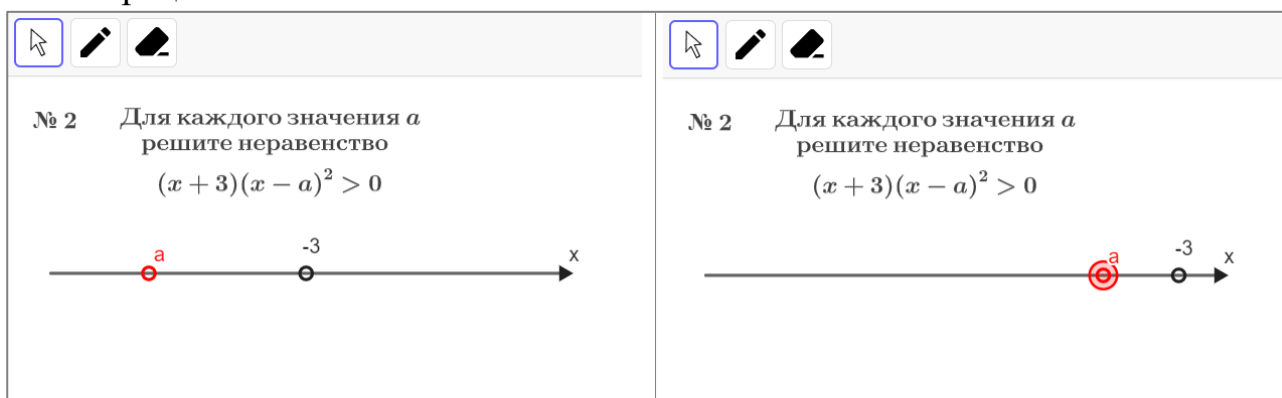 № 2 Для каждого значения a
решите неравенство
(x + 3)(x − a)² > 0
a -3 x
№ 2 Для каждого значения a
решите неравенство
(x + 3)(x − a)² > 0
a -3 x